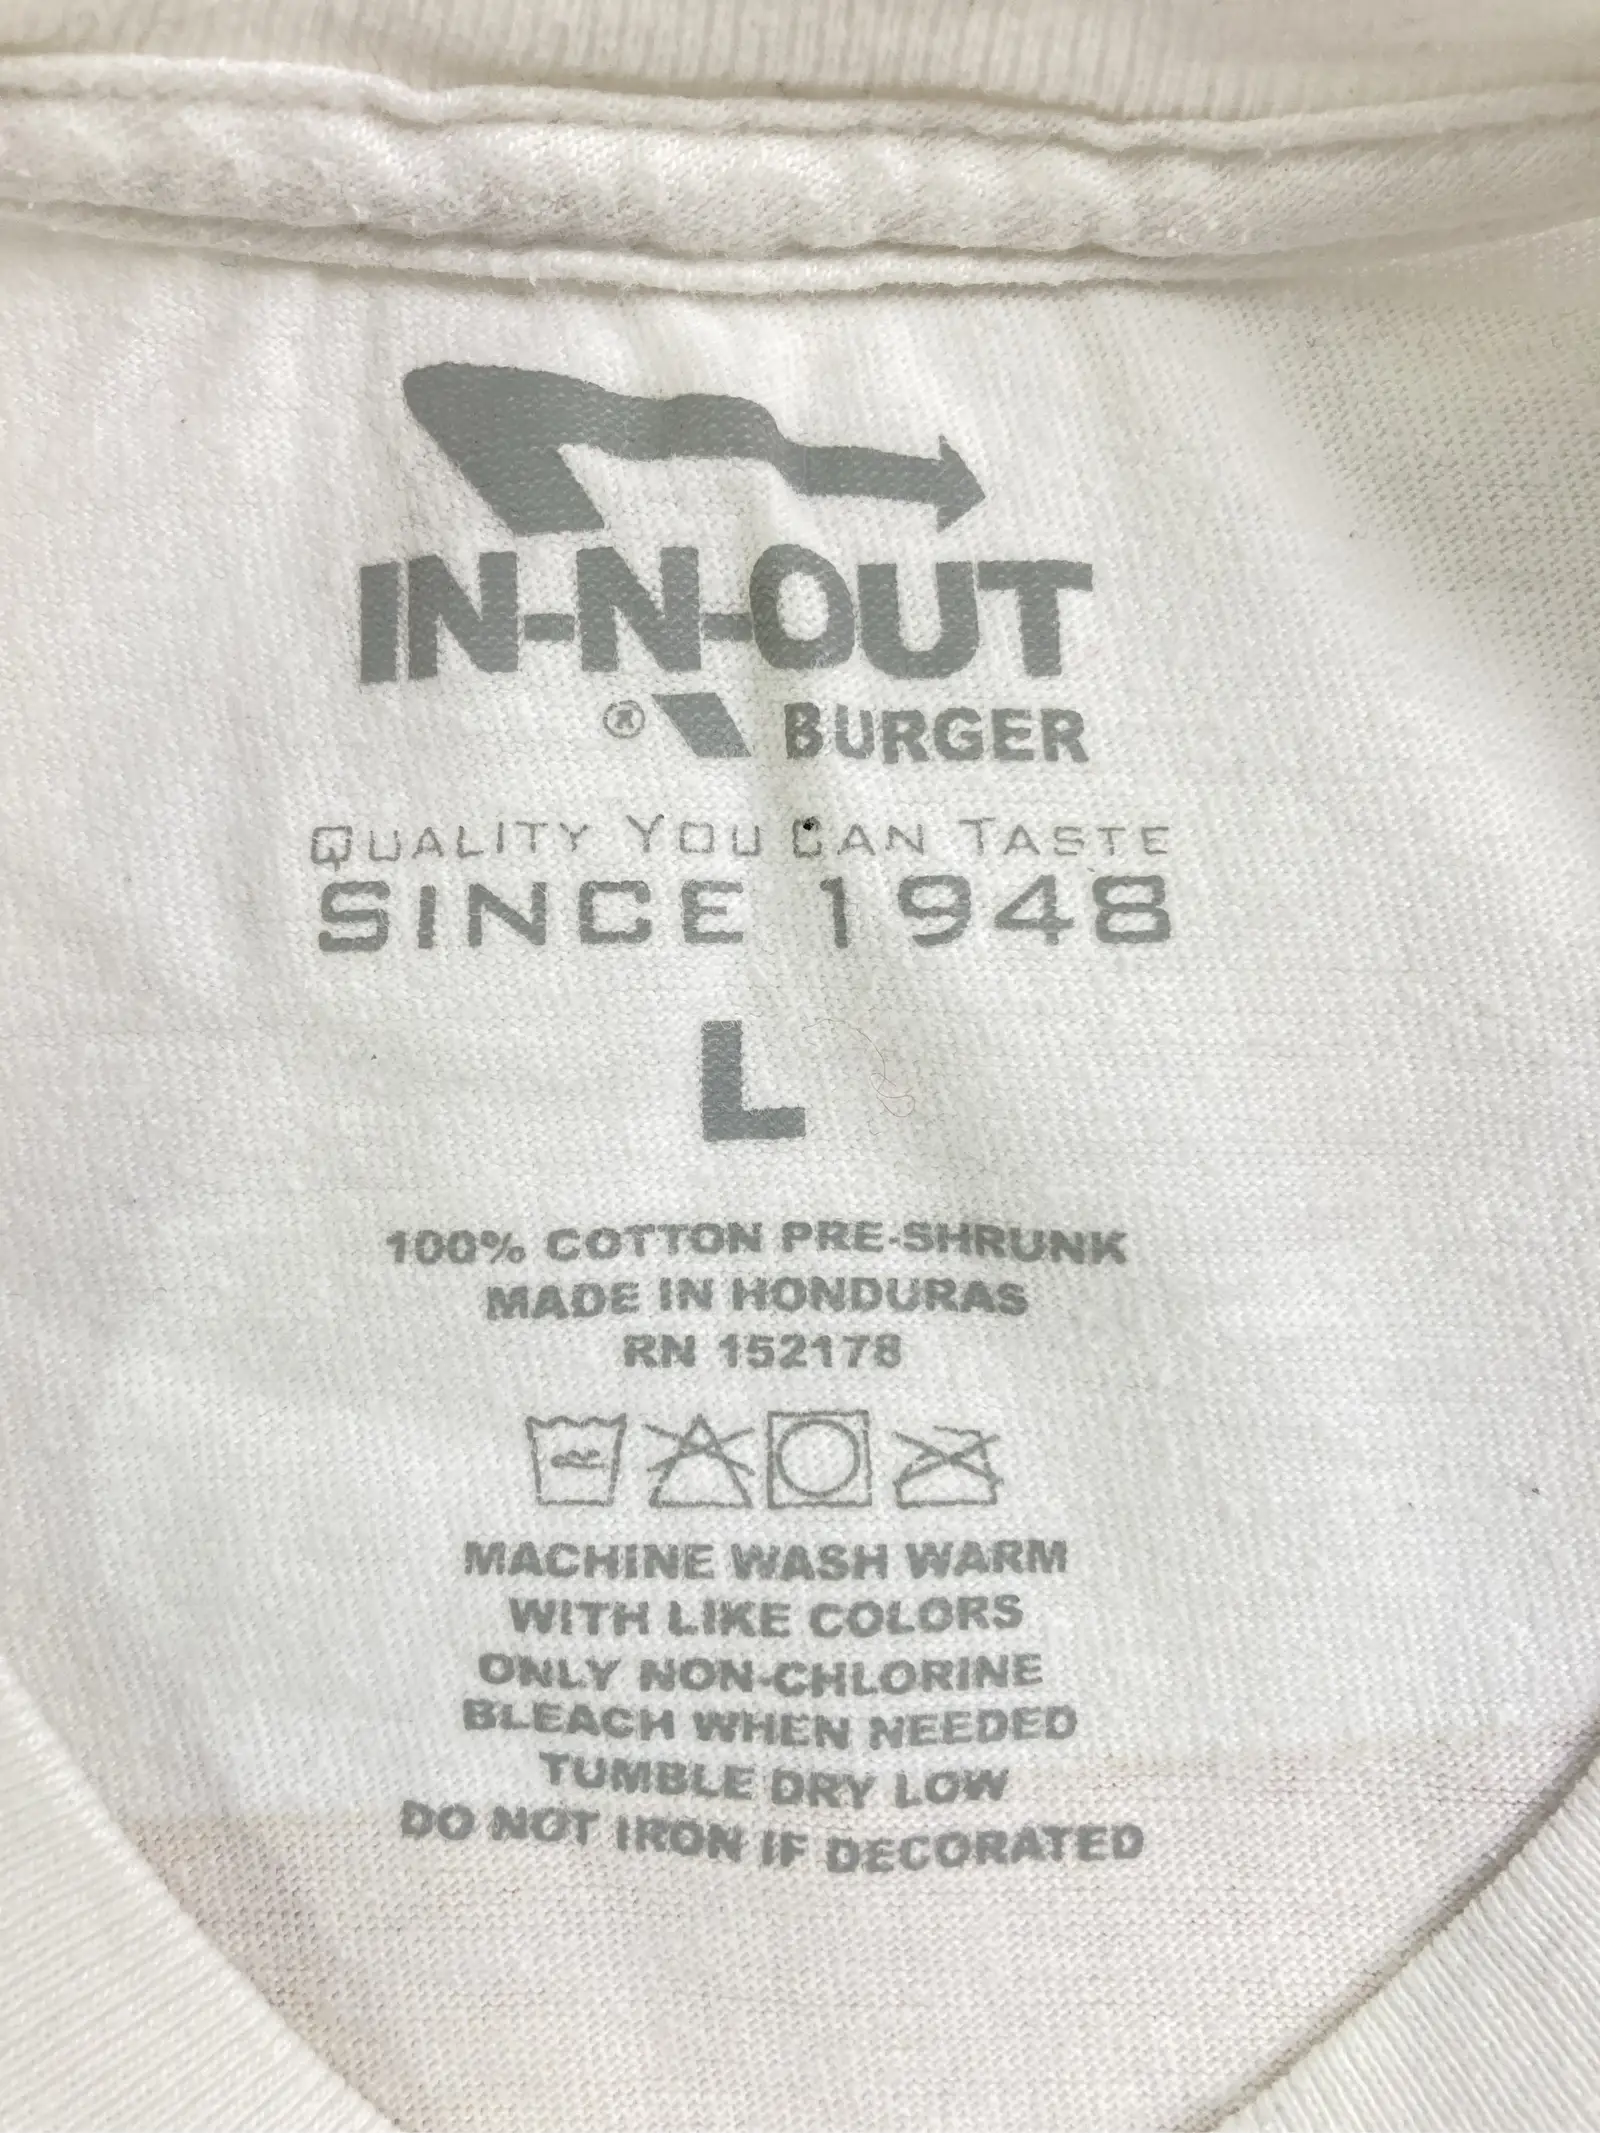 IN-N-OUT
® BURGER
QUALITY YOU CAN TASTE
SINCE 1948
L
100% COTTON PRE-SHRUNK
MADE IN HONDURAS
RN 152178
MACHINE WASH WARM
WITH LIKE COLORS
ONLY NON-CHLORINE
BLEACH WHEN NEEDED
TUMBLE DRY LOW
DO NOT IRON IF DECORATED